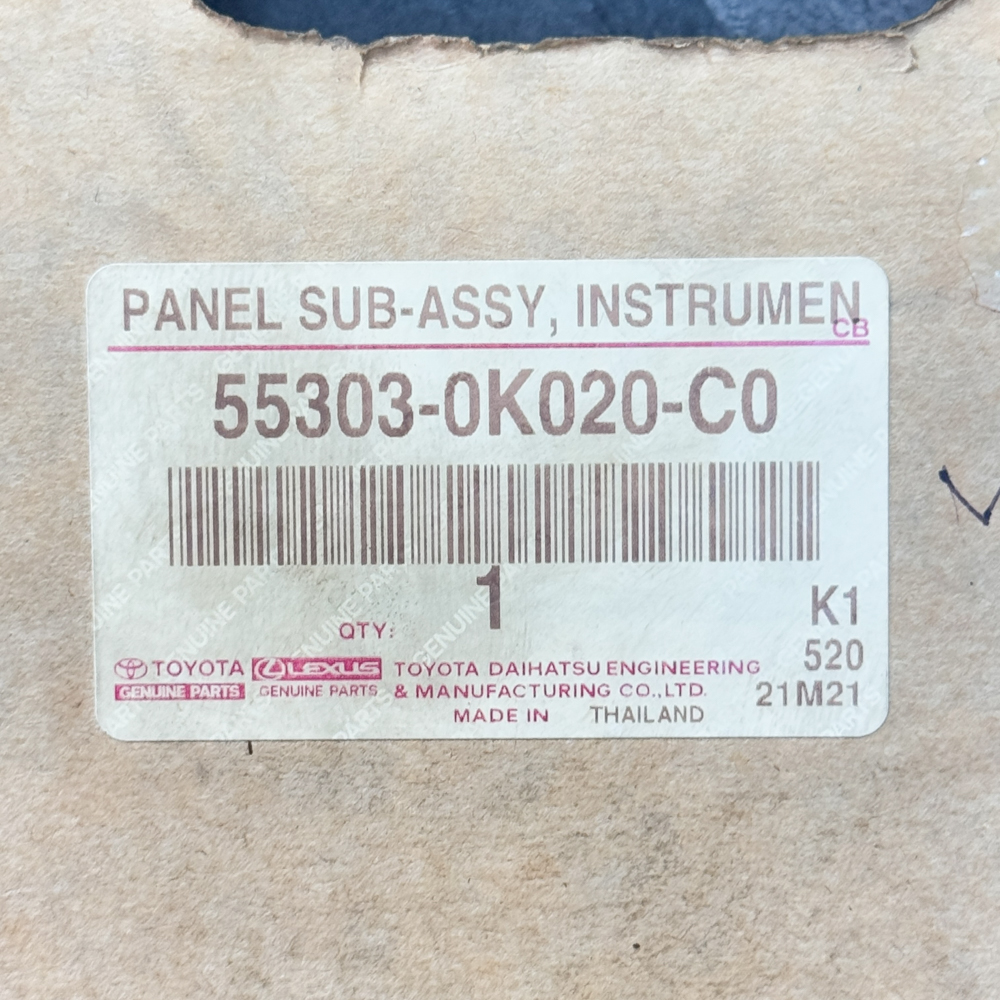 PANEL SUB-ASSY, INSTRUMEN
CB
55303-0K020-C0
1
QTY:
K1
520
21M21
TOYOTA
GENUINE PARTS
LEXUS
GENUINE PARTS
TOYOTA DAIHATSU ENGINEERING
& MANUFACTURING CO.,LTD.
MADE IN THAILAND